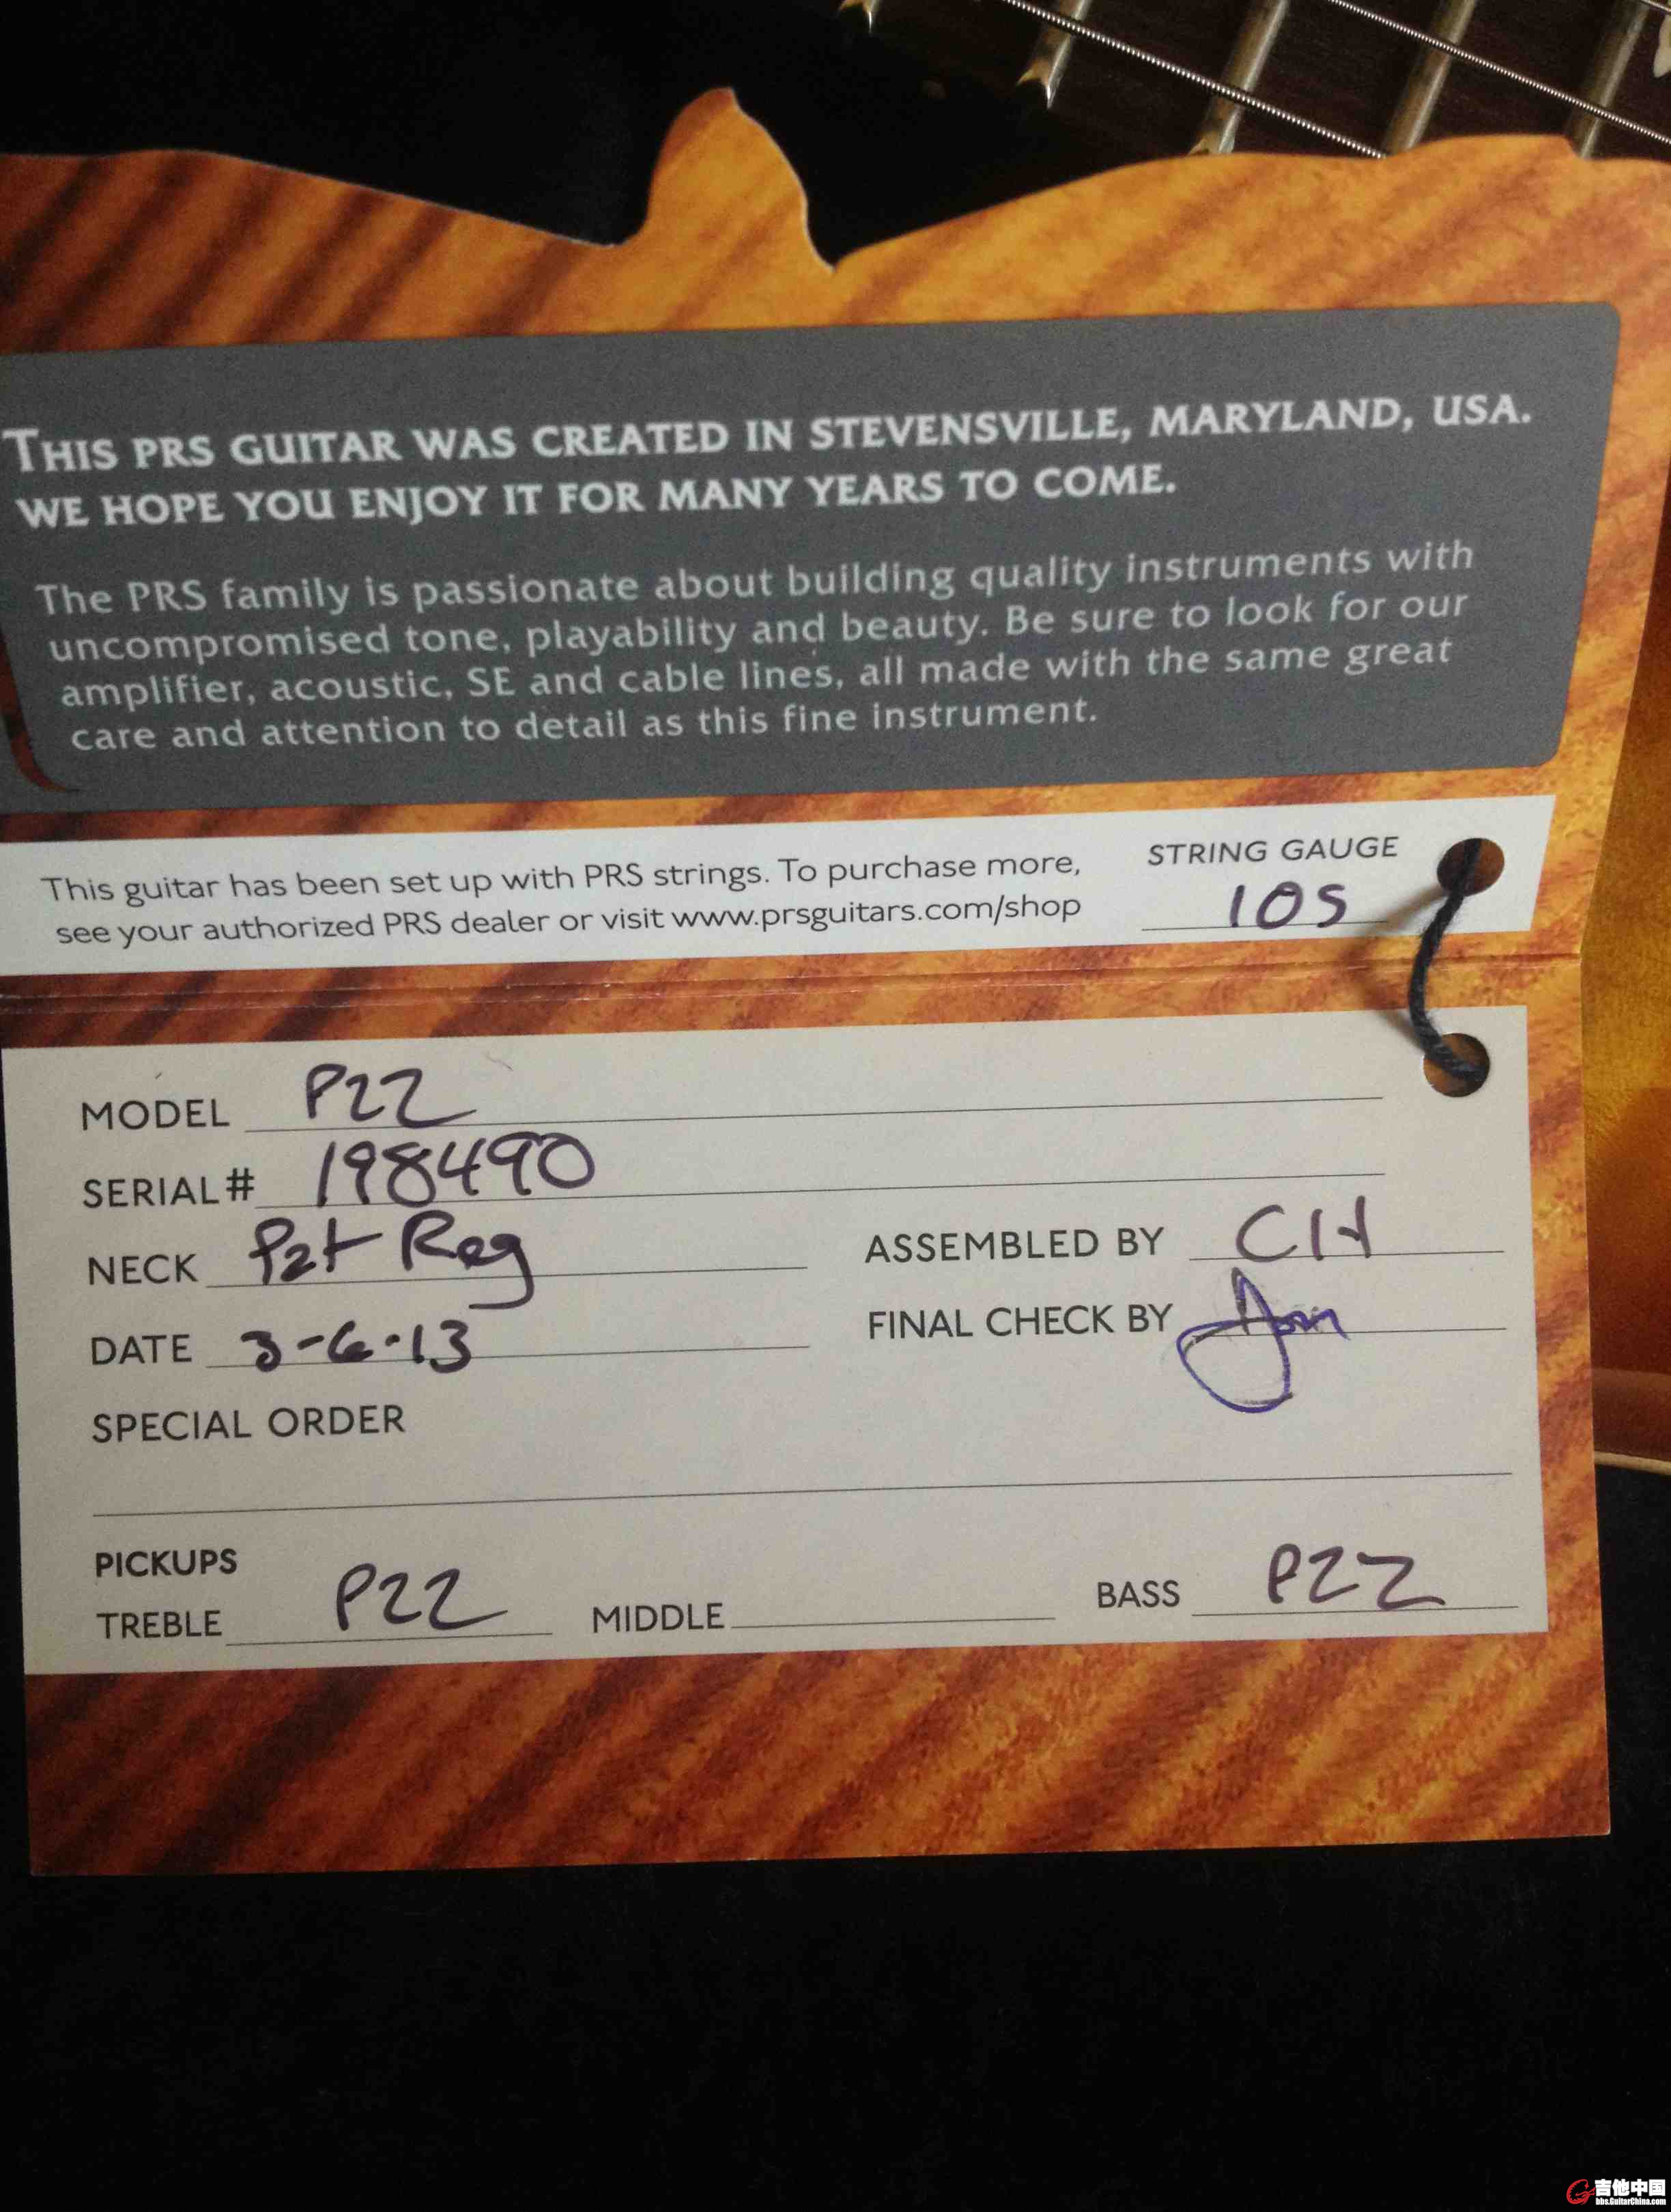 THIS PRS GUITAR WAS CREATED IN STEVENSVILLE, MARYLAND, USA.
WE HOPE YOU ENJOY IT FOR MANY YEARS TO COME.
The PRS family is passionate about building quality instruments with
uncompromised tone, playability and beauty. Be sure to look for our
amplifier, acoustic, SE and cable lines, all made with the same great
care and attention to detail as this fine instrument.
This guitar has been set up with PRS strings. To purchase more,
see your authorized PRS dealer or visit www.prsguitars.com/shop
STRING GAUGE
10S
MODEL P22
SERIAL# 198490
NECK Pat Reg
ASSEMBLED BY CH
DATE 3-6-13
FINAL CHECK BY
SPECIAL ORDER
PICKUPS
TREBLE P22 MIDDLE BASS P22
吉他中国
bbs.GuitarChina.com